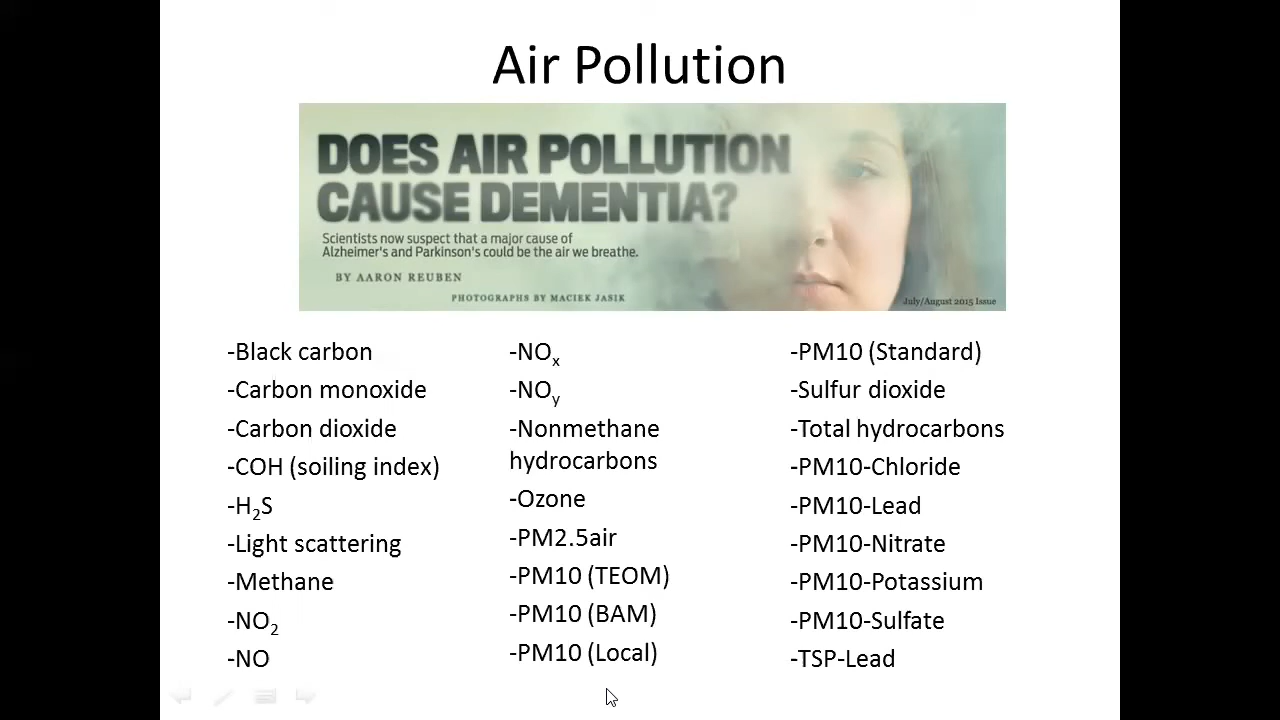 Air Pollution
DOES AIR POLLUTION
CAUSE DEMENTIA?
Scientists now suspect that a major cause of
Alzheimer's and Parkinson's could be the air we breathe.
BY AARON REUBEN
PHOTOGRAPHS BY MACIEK JASIK
July/August 2015 Issue
-Black carbon
-Carbon monoxide
-Carbon dioxide
-COH (soiling index)
-H₂S
-Light scattering
-Methane
-NO₂
-NO
-NOₓ
-NOy
-Nonmethane
hydrocarbons
-Ozone
-PM2.5air
-PM10 (TEOM)
-PM10 (BAM)
-PM10 (Local)
-PM10 (Standard)
-Sulfur dioxide
-Total hydrocarbons
-PM10-Chloride
-PM10-Lead
-PM10-Nitrate
-PM10-Potassium
-PM10-Sulfate
-TSP-Lead